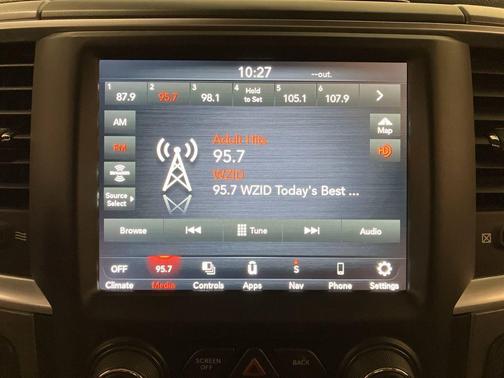 10:27 --out.
1 87.9 2 95.7 3 98.1 4 Hold to Set 5 105.1 6 107.9
AM
Map
FM
Adult Hits
HD
95.7
SiriusXM
WZID
95.7 WZID Today's Best ...
Source
Select
Browse Tune Audio
OFF 95.7 S
Climate Media Controls Apps Nav Phone Settings
SCREEN
OFF
BACK